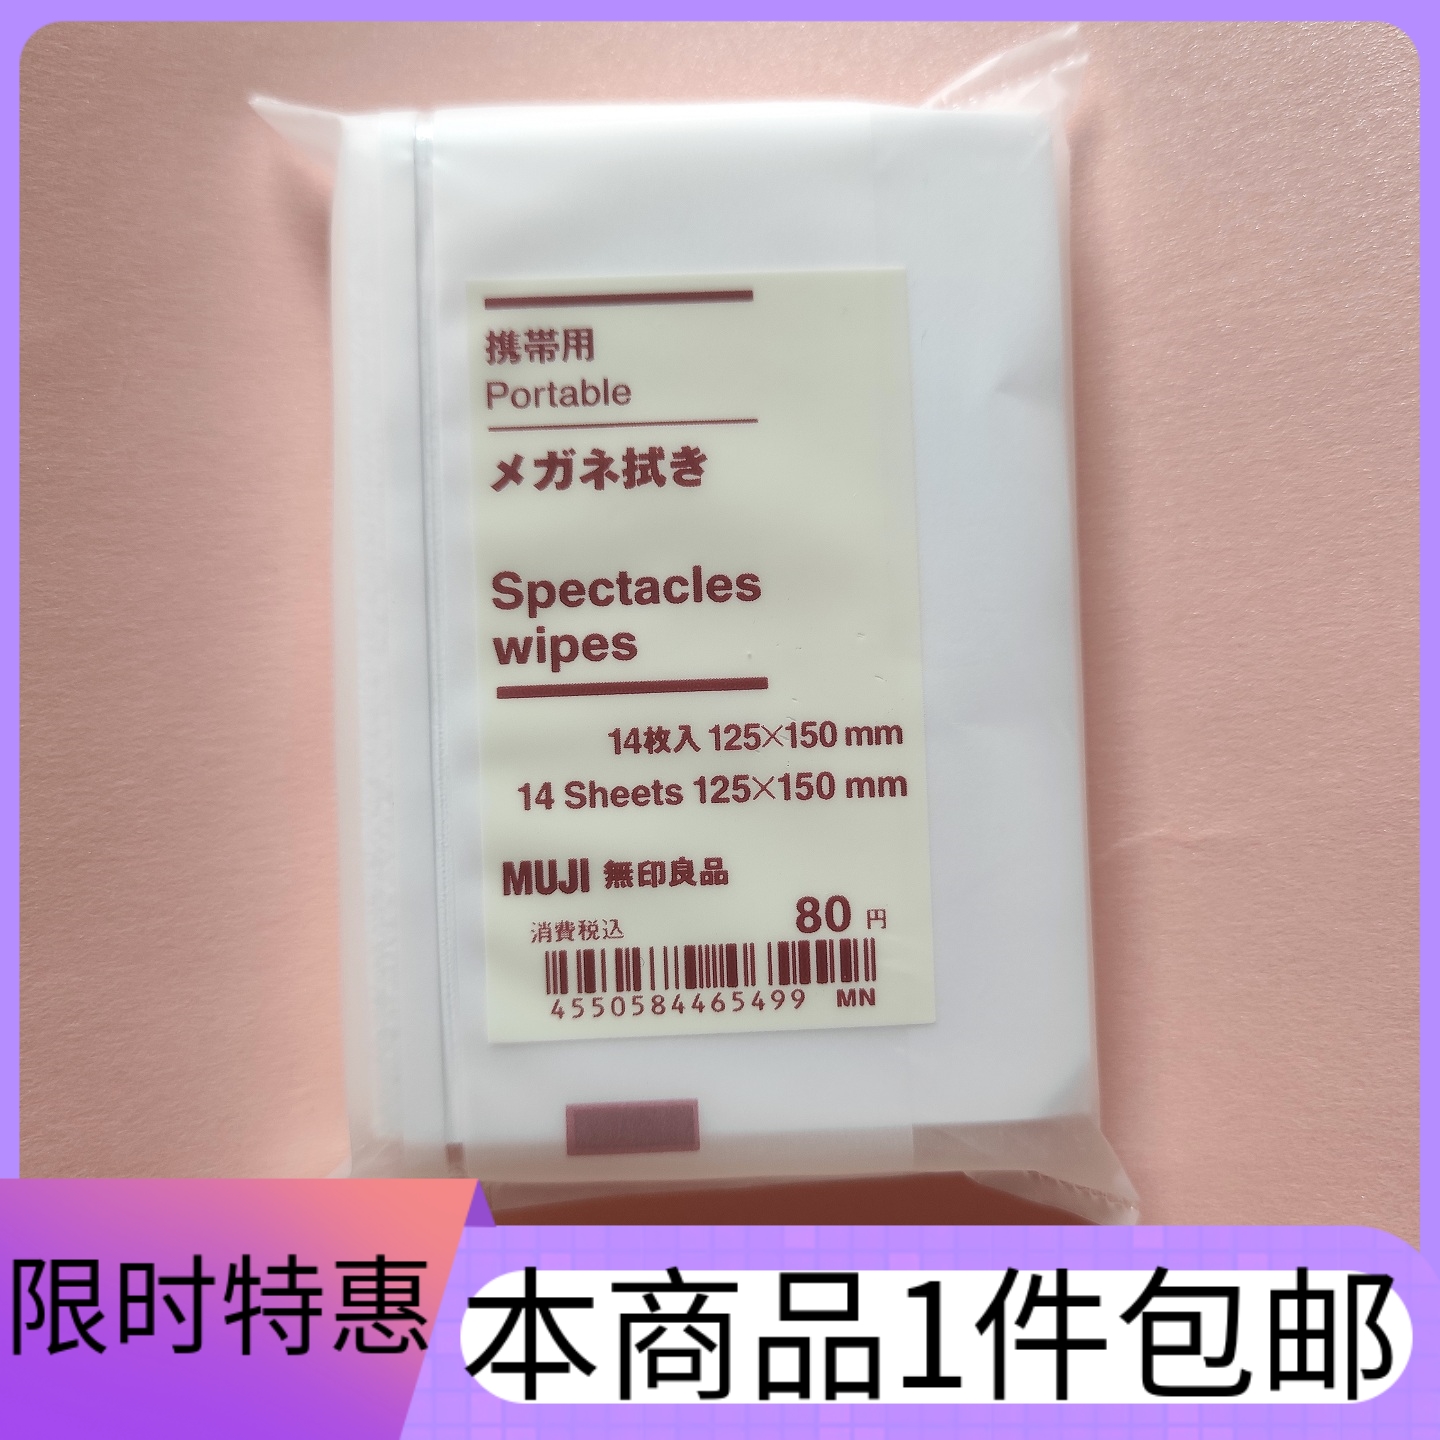 携帯用
Portable
メガネ拭き
Spectacles
wipes
14枚入 125×150 mm
14 Sheets 125×150 mm
MUJI 無印良品
消費税込 80 円
4550584465499 MN
限时特惠
本商品1件包邮